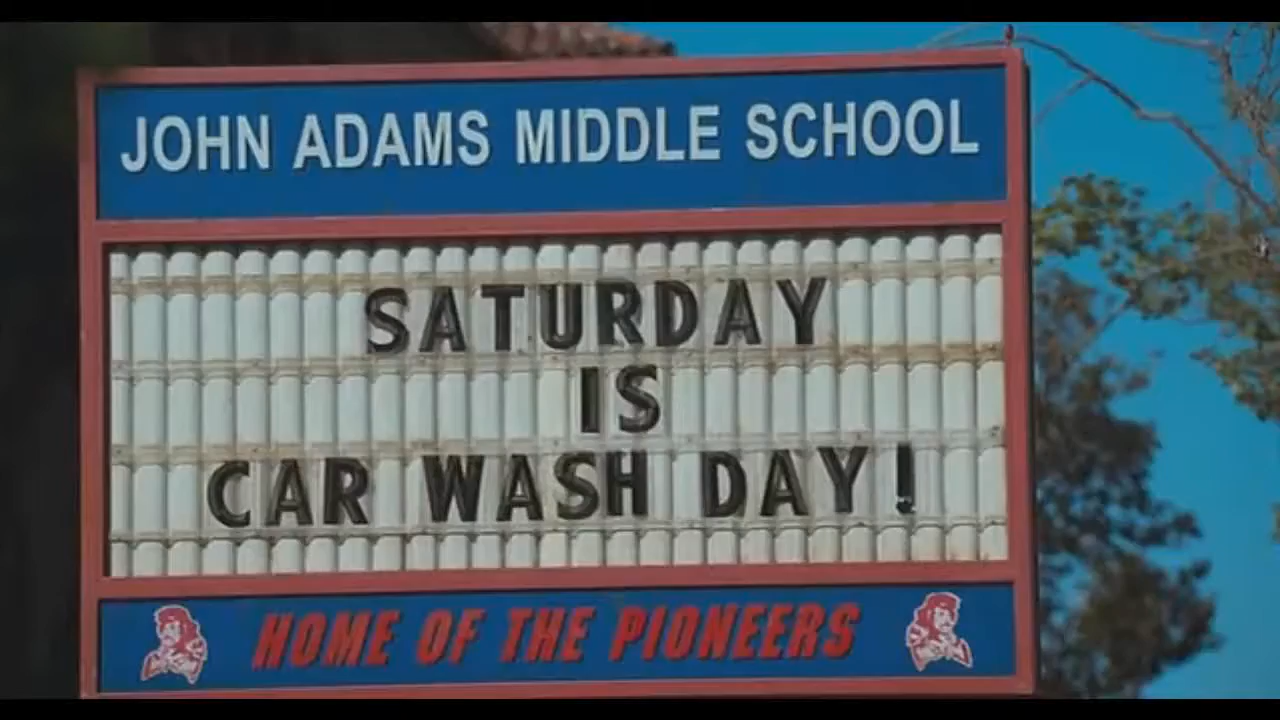 JOHN ADAMS MIDDLE SCHOOL
SATURDAY
IS
CAR WASH DAY!
HOME OF THE PIONEERS